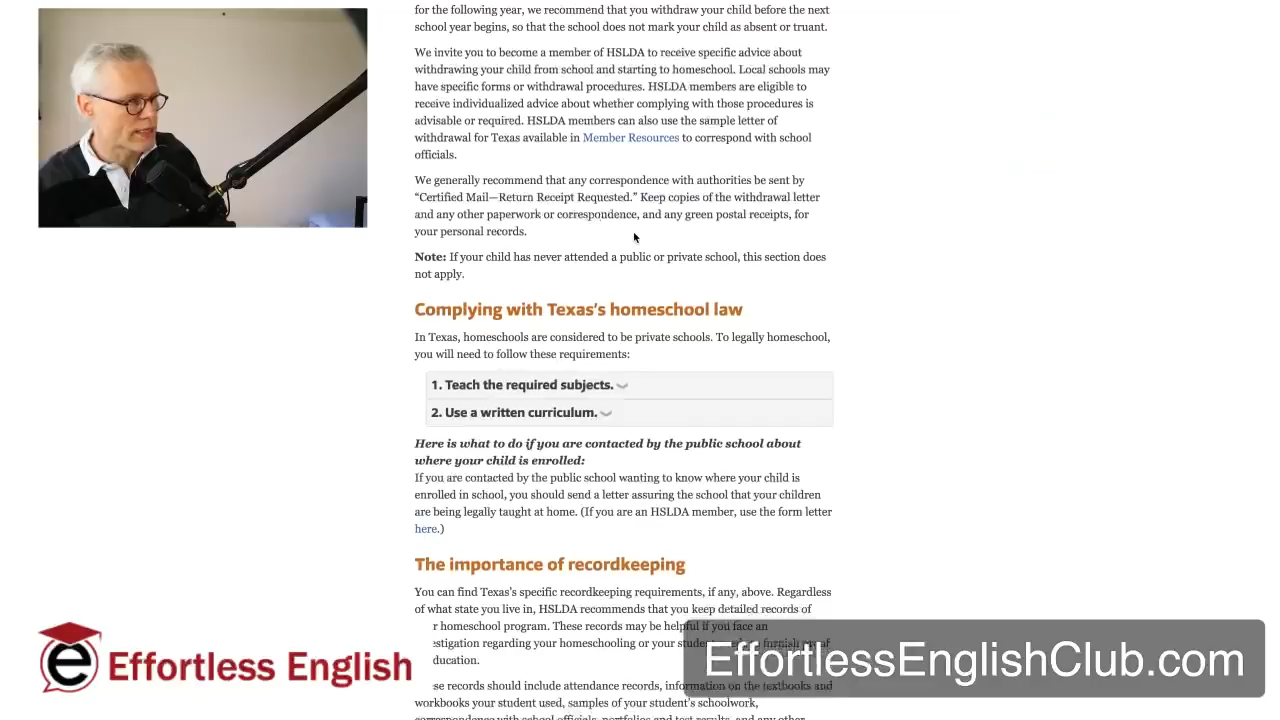 for the following year, we recommend that you withdraw your child before the next
school year begins, so that the school does not mark your child as absent or truant.
We invite you to become a member of HSLDA to receive specific advice about
withdrawing your child from school and starting to homeschool. Local schools may
have specific forms or withdrawal procedures. HSLDA members are eligible to
receive individualized advice about whether complying with those procedures is
advisable or required. HSLDA members can also use the sample letter of
withdrawal for Texas available in Member Resources to correspond with school
officials.
We generally recommend that any correspondence with authorities be sent by
“Certified Mail—Return Receipt Requested.” Keep copies of the withdrawal letter
and any other paperwork or correspondence, and any green postal receipts, for
your personal records.
Note: If your child has never attended a public or private school, this section does
not apply.
Complying with Texas’s homeschool law
In Texas, homeschools are considered to be private schools. To legally homeschool,
you will need to follow these requirements:
1. Teach the required subjects.
2. Use a written curriculum.
Here is what to do if you are contacted by the public school about
where your child is enrolled:
If you are contacted by the public school wanting to know where your child is
enrolled in school, you should send a letter assuring the school that your children
are being legally taught at home. (If you are an HSLDA member, use the form letter
here.)
The importance of recordkeeping
You can find Texas’s specific recordkeeping requirements, if any, above. Regardless
of what state you live in, HSLDA recommends that you keep detailed records of
r homeschool program. These records may be helpful if you face an
estigation regarding your homeschooling or your student
ducation.
se records should include attendance records, information on the textbooks and
workbooks your student used, samples of your student’s schoolwork,
correspondence with school officials, portfolios and test results, and any other
e Effortless English
EffortlessEnglishClub.com